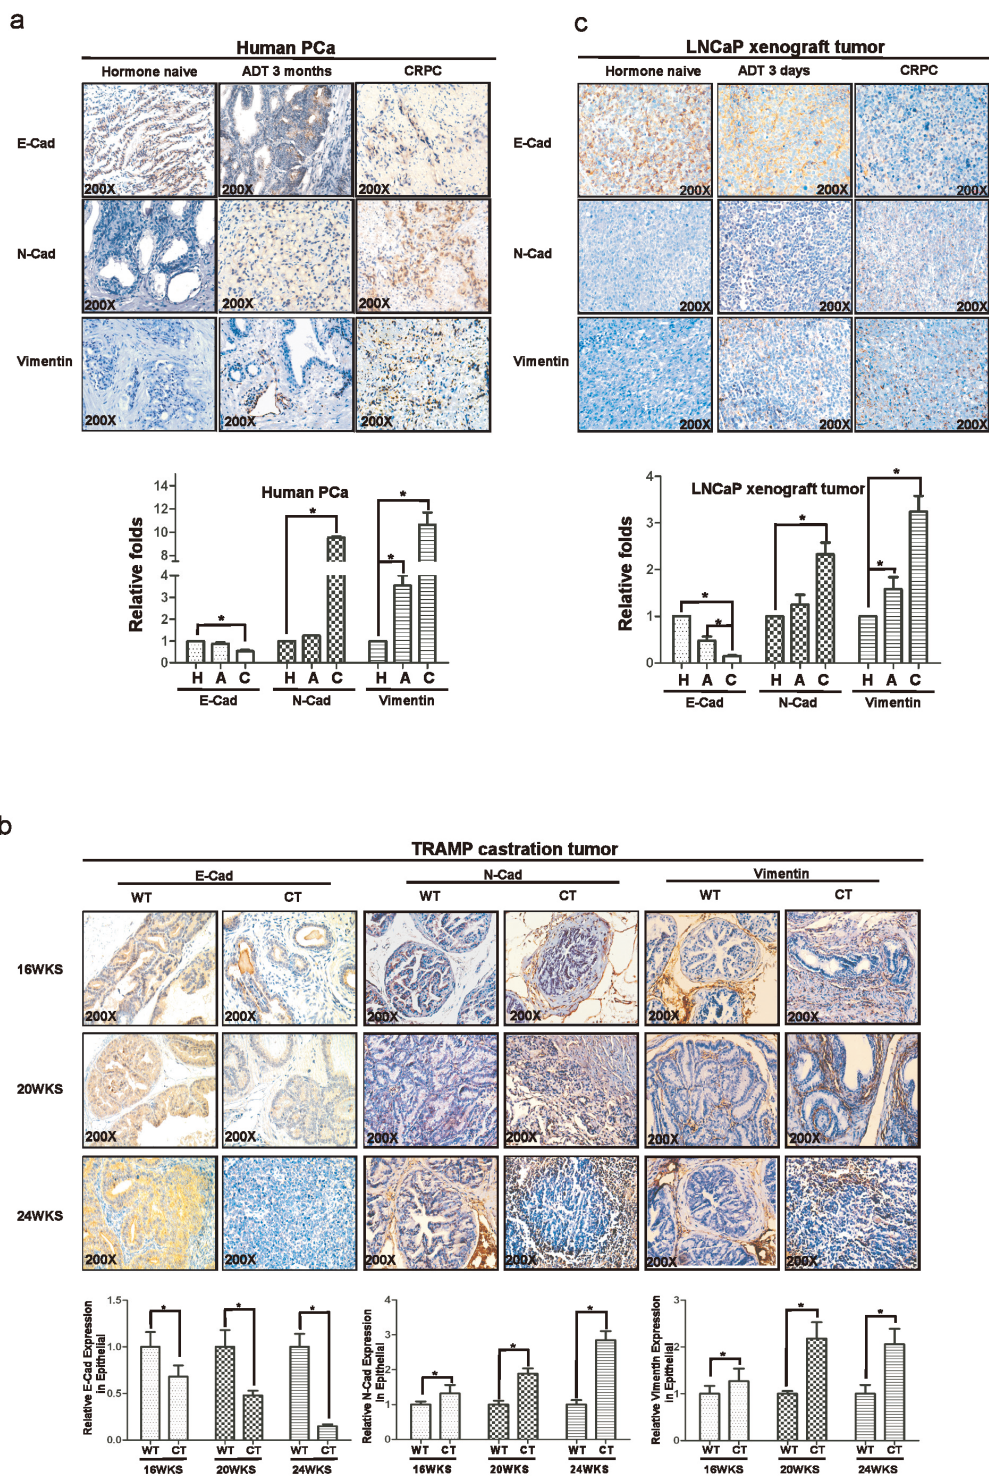 a
Human PCa
Hormone naive ADT 3 months CRPC
E-Cad
200X 200X 200X
N-Cad
200X 200X 200X
Vimentin
200X 200X 200X
Human PCa
Relative folds
14
12
10
8
6
4
3
2
1
0
* * * *
H A C H A C H A C
E-Cad N-Cad Vimentin
c
LNCaP xenograft tumor
Hormone naive ADT 3 days CRPC
E-Cad
200X 200X 200X
N-Cad
200X 200X 200X
Vimentin
200X 200X 200X
LNCaP xenograft tumor
Relative folds
4
3
2
1
0
* * * * *
H A C H A C H A C
E-Cad N-Cad Vimentin
b
TRAMP castration tumor
E-Cad N-Cad Vimentin
WT CT WT CT WT CT
16WKS
200X 200X 200X 200X 200X 200X
20WKS
200X 200X 200X 200X 200X 200X
24WKS
200X 200X 200X 200X 200X 200X
Relative E-Cad Expression
in Epithelial
1.5
1.0
0.5
0.0
* * *
WT CT WT CT WT CT
16WKS 20WKS 24WKS
Relative N-Cad Expression
in Epithelial
4
3
2
1
0
* * *
WT CT WT CT WT CT
16WKS 20WKS 24WKS
Relative Vimentin Expression
in Epithelial
3
2
1
0
* * *
WT CT WT CT WT CT
16WKS 20WKS 24WKS